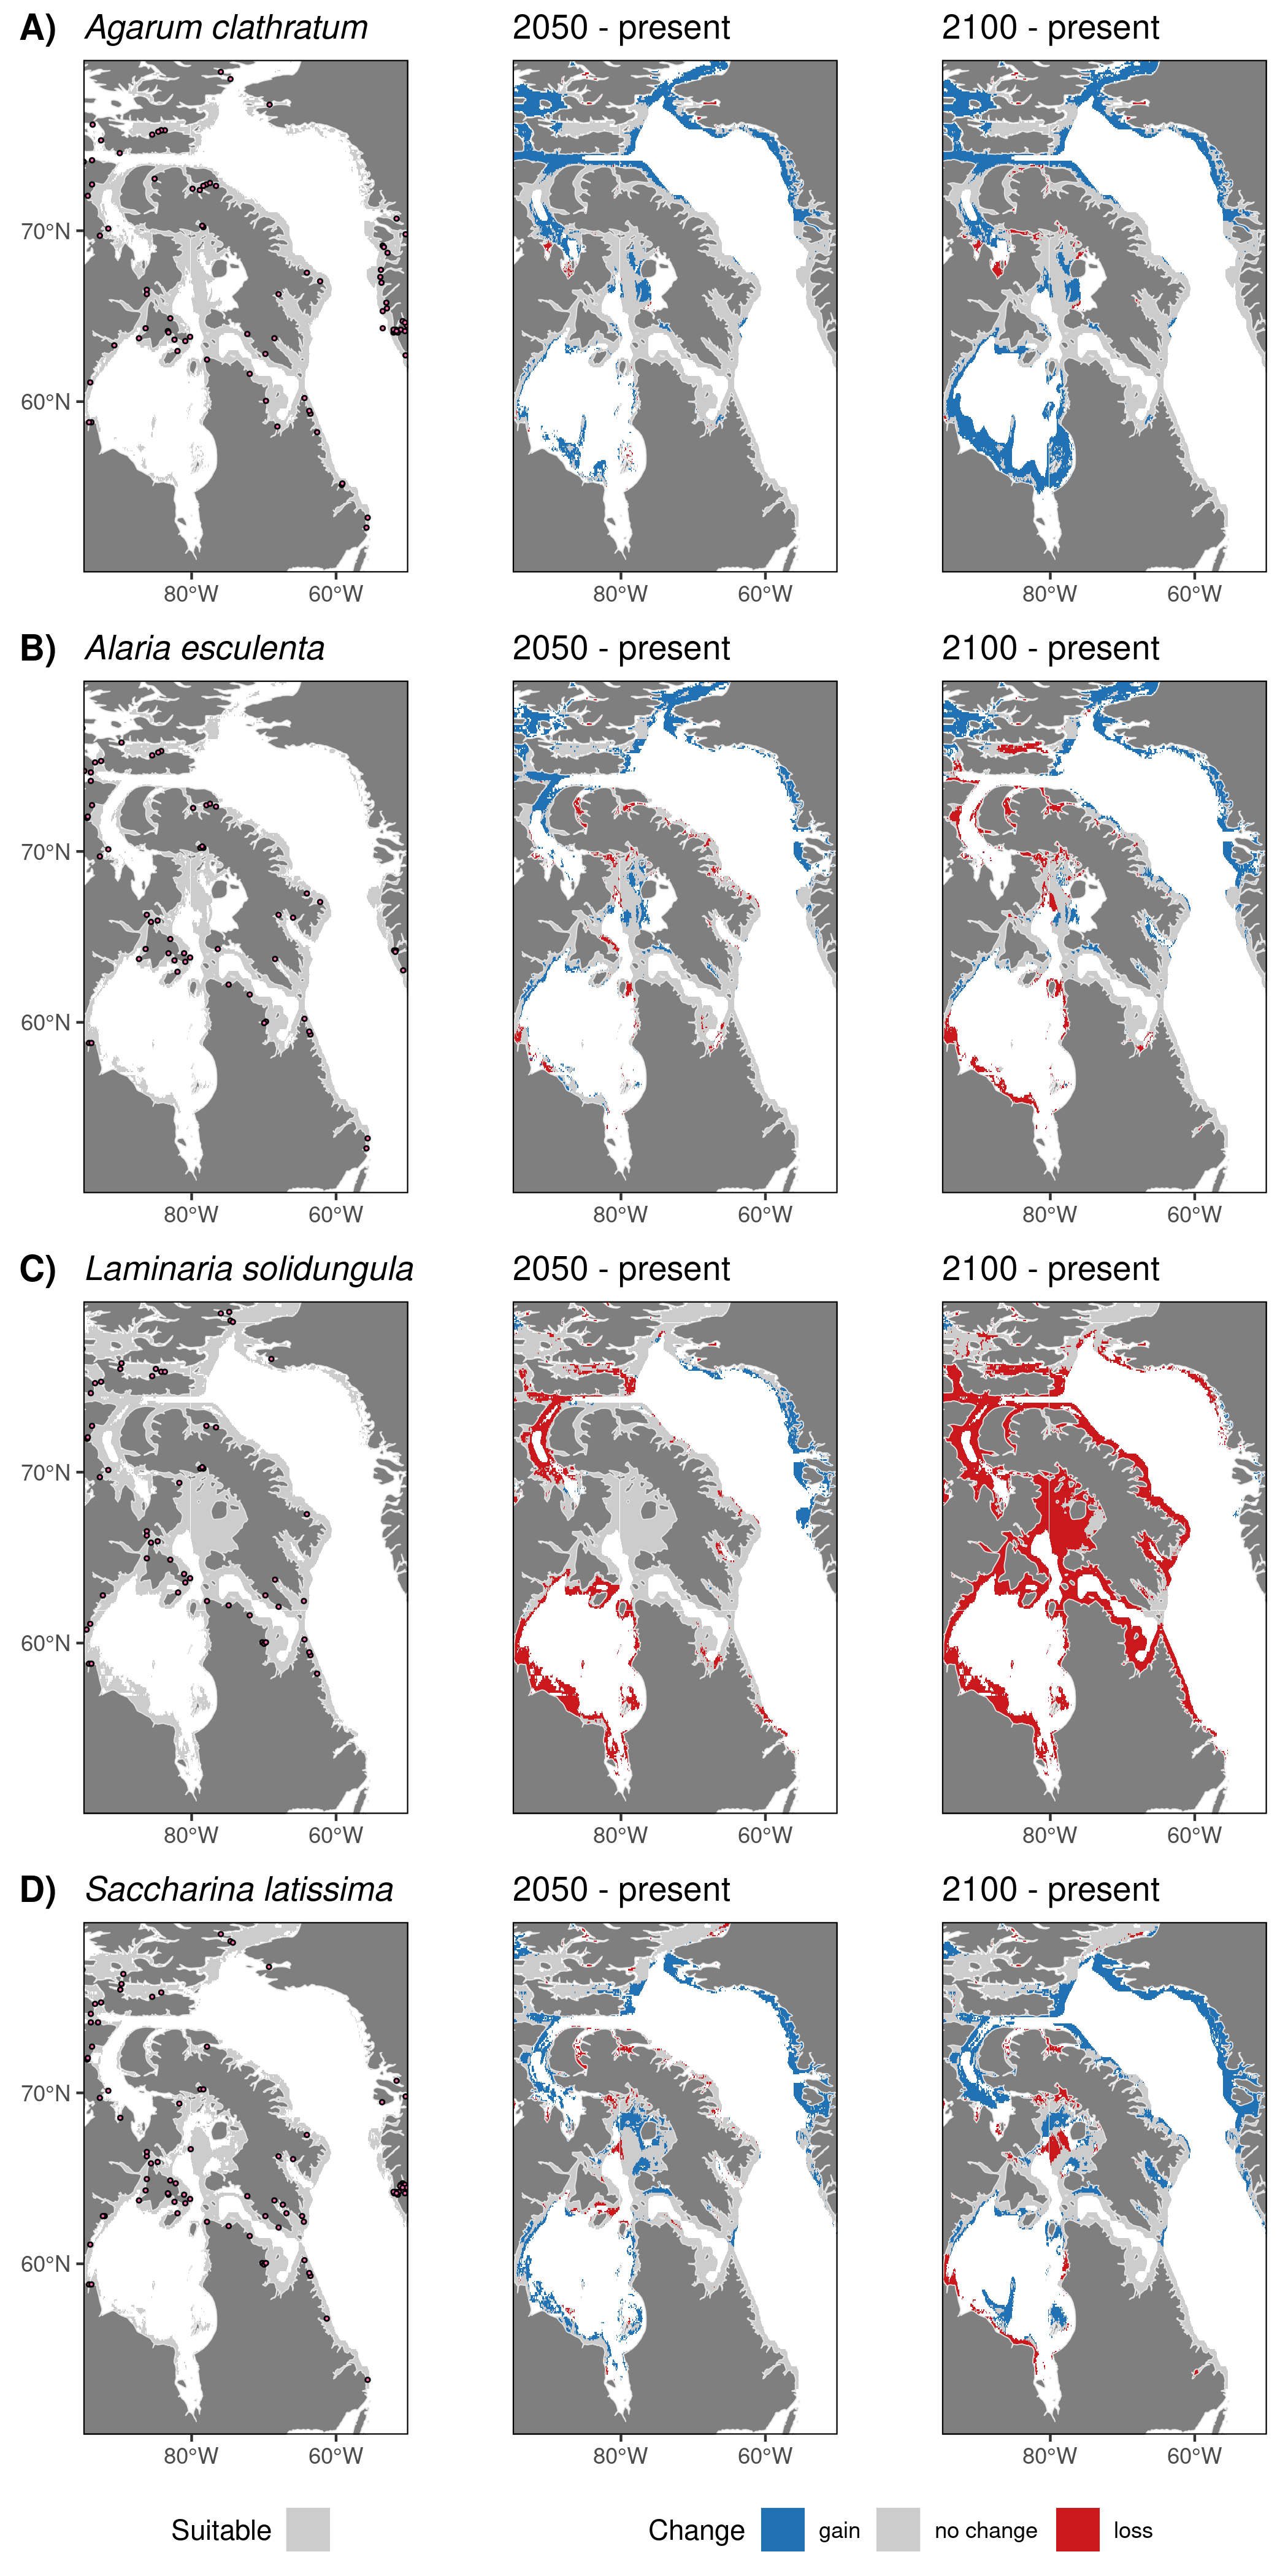 A) Agarum clathratum 2050 - present 2100 - present
70°N
60°N
80°W 60°W 80°W 60°W 80°W 60°W
B) Alaria esculenta 2050 - present 2100 - present
70°N
60°N
80°W 60°W 80°W 60°W 80°W 60°W
C) Laminaria solidungula 2050 - present 2100 - present
70°N
60°N
80°W 60°W 80°W 60°W 80°W 60°W
D) Saccharina latissima 2050 - present 2100 - present
70°N
60°N
80°W 60°W 80°W 60°W 80°W 60°W
Suitable Change gain no change loss